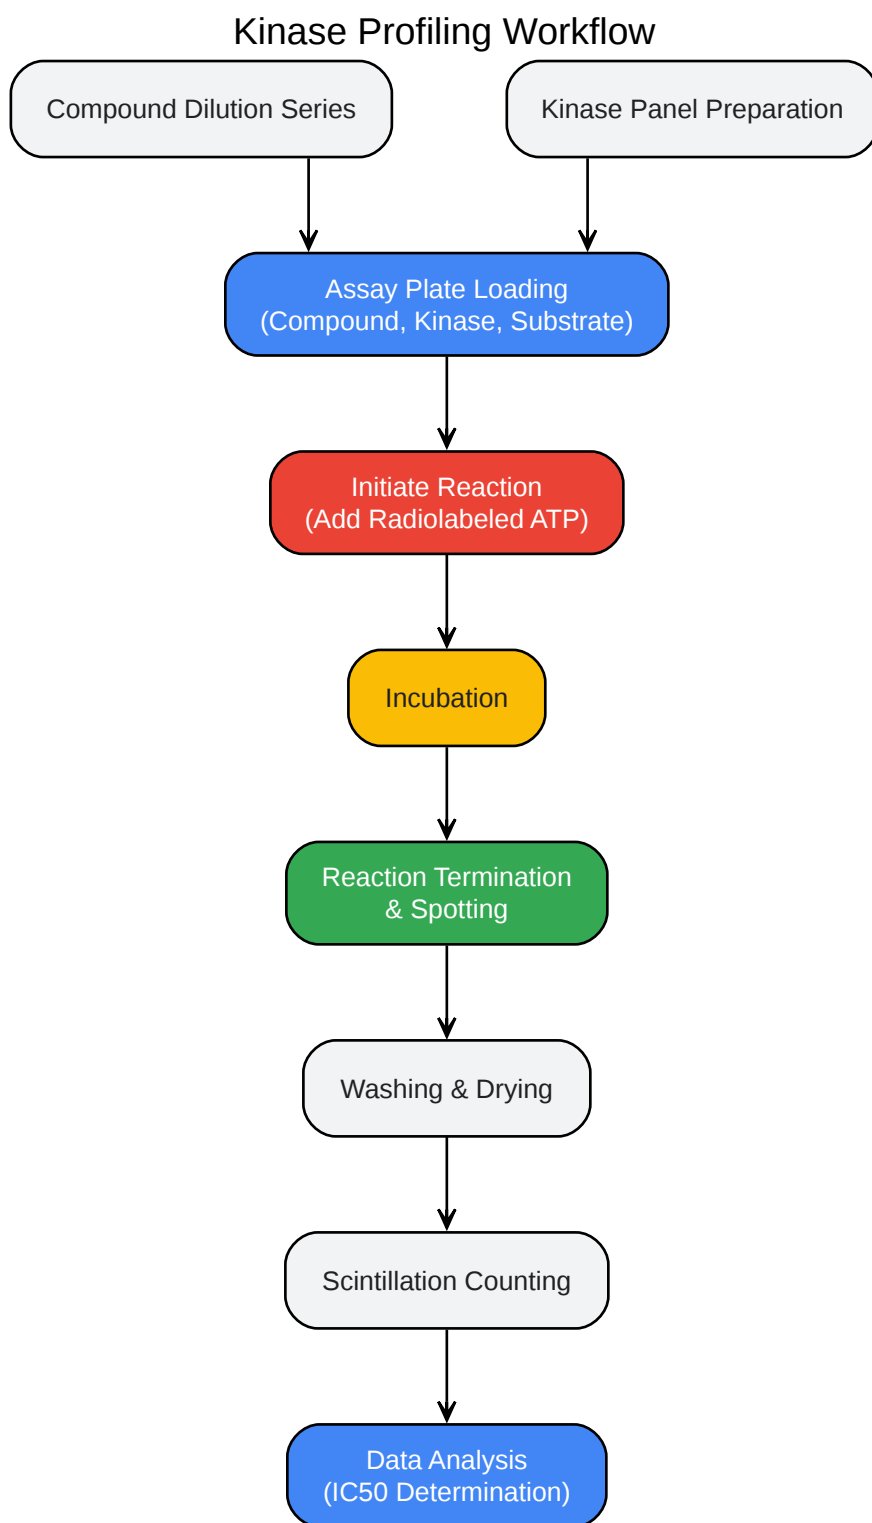 Kinase Profiling Workflow
Compound Dilution Series
Kinase Panel Preparation
Assay Plate Loading
(Compound, Kinase, Substrate)
Initiate Reaction
(Add Radiolabeled ATP)
Incubation
Reaction Termination
& Spotting
Washing & Drying
Scintillation Counting
Data Analysis
(IC50 Determination)